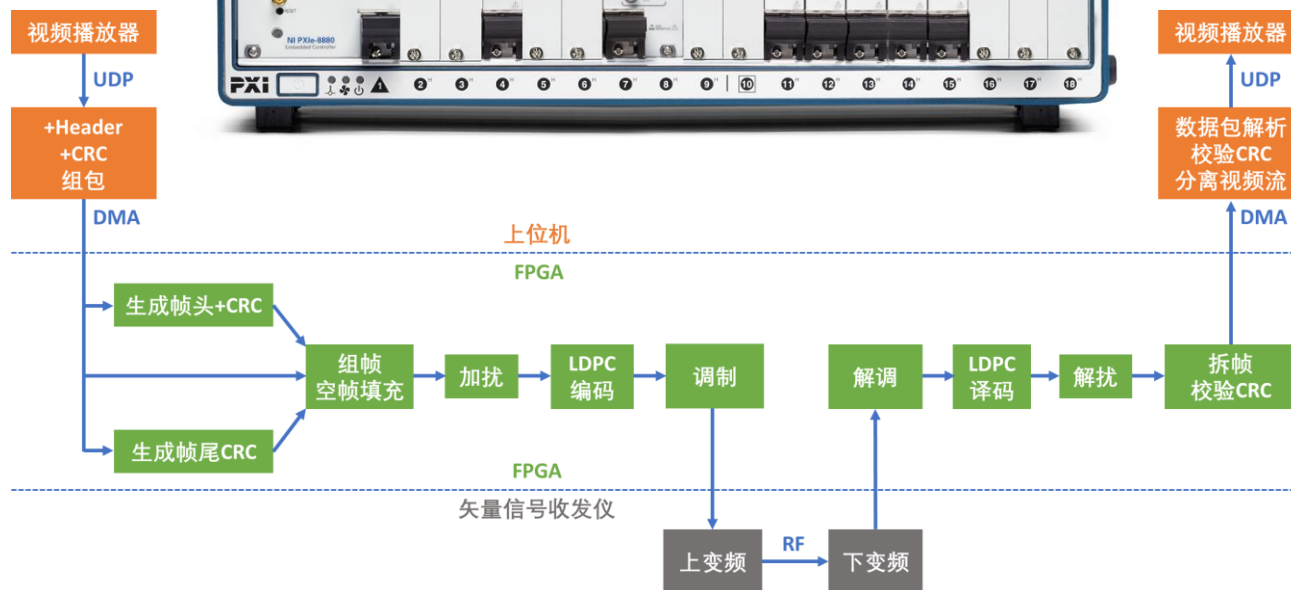 RESET
NI PXIe-8880
Embedded Controller
PXI
1
2 H
3 H
4 H
5 H
6 H
7 H
8 H
9 H
10
11 H
12 H
13 H
14 H
15 H
16 H
17 H
18 H
视频播放器
UDP
+Header
+CRC
组包
DMA
视频播放器
UDP
数据包解析
校验CRC
分离视频流
DMA
上位机
FPGA
生成帧头+CRC
组帧
空帧填充
加扰
LDPC
编码
调制
解调
LDPC
译码
解扰
拆帧
校验CRC
生成帧尾CRC
FPGA
矢量信号收发仪
上变频
RF
下变频